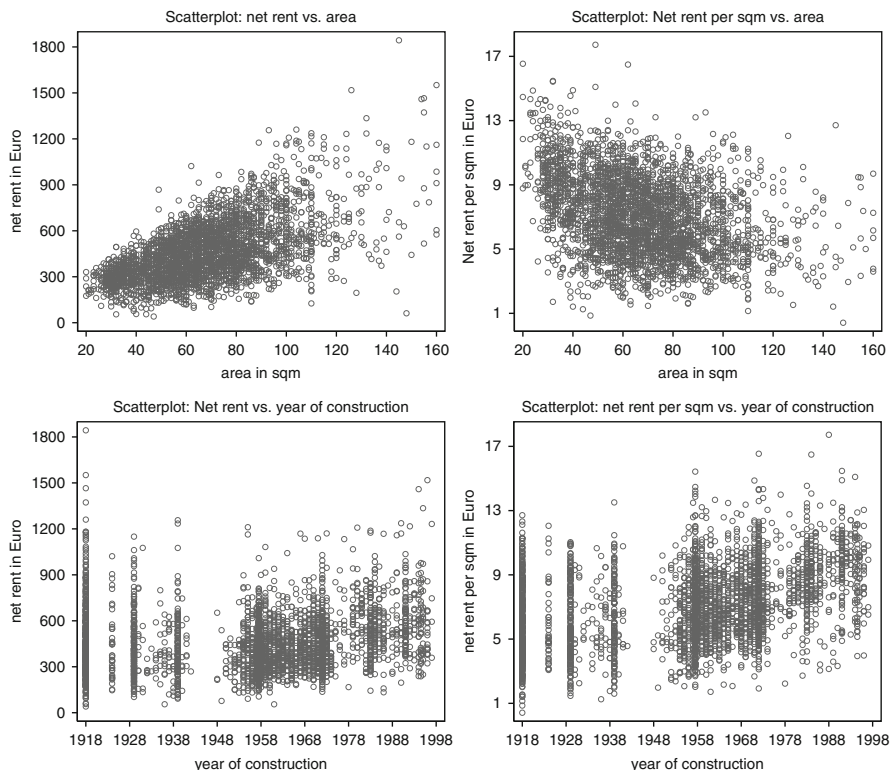 Scatterplot: net rent vs. area
net rent in Euro
1800
1500
1200
900
600
300
0
20 40 60 80 100 120 140 160
area in sqm
Scatterplot: Net rent per sqm vs. area
Net rent per sqm in Euro
17
13
9
5
1
20 40 60 80 100 120 140 160
area in sqm
Scatterplot: Net rent vs. year of construction
net rent in Euro
1800
1500
1200
900
600
300
0
1918 1928 1938 1948 1958 1968 1978 1988 1998
year of construction
Scatterplot: net rent per sqm vs. year of construction
net rent per sqm in Euro
17
13
9
5
1
1918 1928 1938 1948 1958 1968 1978 1988 1998
year of construction